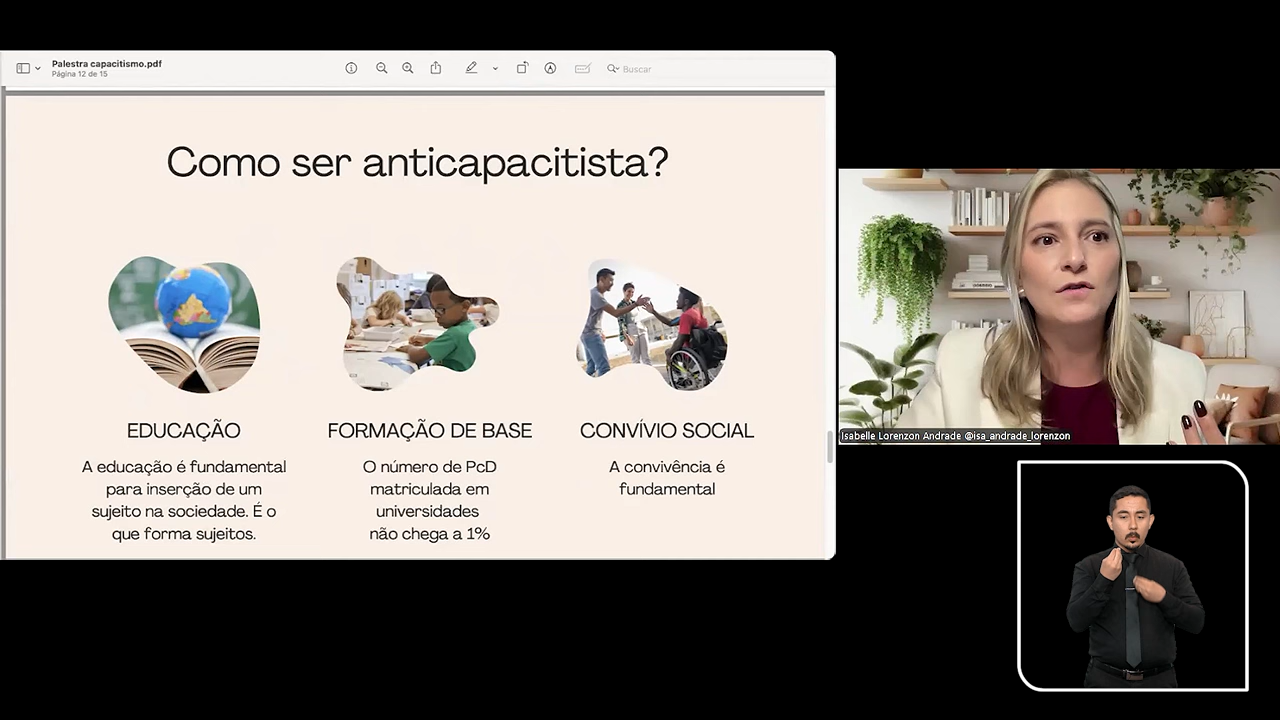 Palestra capacitismo.pdf
Página 12 de 15
Buscar
Como ser anticapacitista?
EDUCAÇÃO
A educação é fundamental
para inserção de um
sujeito na sociedade. É o
que forma sujeitos.
FORMAÇÃO DE BASE
O número de PcD
matriculada em
universidades
não chega a 1%
CONVÍVIO SOCIAL
A convivência é
fundamental
Isabelle Lorenzon Andrade @isa_andrade_lorenzon